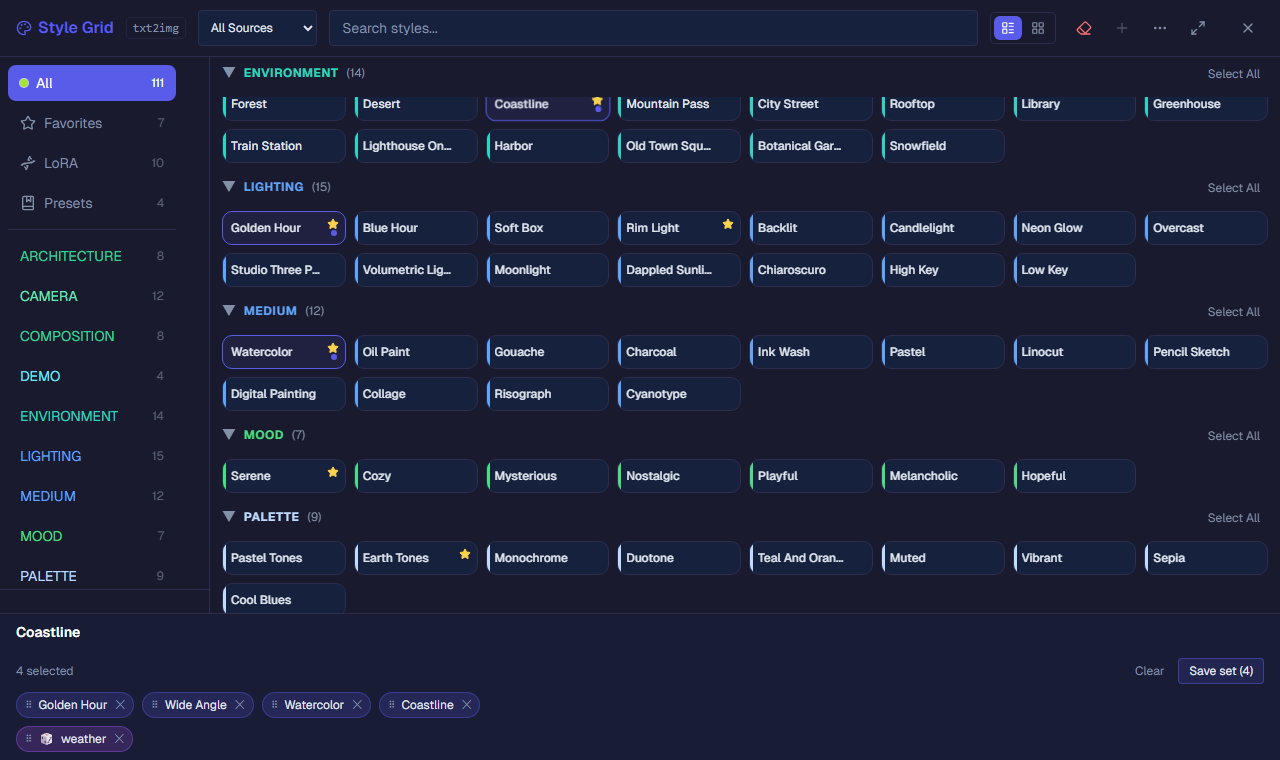 Style Grid txt2img All Sources Search styles...
All 111
Favorites 7
LoRA 10
Presets 4
ARCHITECTURE 8
CAMERA 12
COMPOSITION 8
DEMO 4
ENVIRONMENT 14
LIGHTING 15
MEDIUM 12
MOOD 7
PALETTE 9
ENVIRONMENT (14) Select All
Forest Desert Coastline Mountain Pass City Street Rooftop Library Greenhouse
Train Station Lighthouse On... Harbor Old Town Squ... Botanical Gar... Snowfield
LIGHTING (15) Select All
Golden Hour Blue Hour Soft Box Rim Light Backlit Candlelight Neon Glow Overcast
Studio Three P... Volumetric Lig... Moonlight Dappled Sunli... Chiaroscuro High Key Low Key
MEDIUM (12) Select All
Watercolor Oil Paint Gouache Charcoal Ink Wash Pastel Linocut Pencil Sketch
Digital Painting Collage Risograph Cyanotype
MOOD (7) Select All
Serene Cozy Mysterious Nostalgic Playful Melancholic Hopeful
PALETTE (9) Select All
Pastel Tones Earth Tones Monochrome Duotone Teal And Oran... Muted Vibrant Sepia
Cool Blues
Coastline
4 selected Clear Save set (4)
Golden Hour Wide Angle Watercolor Coastline
weather